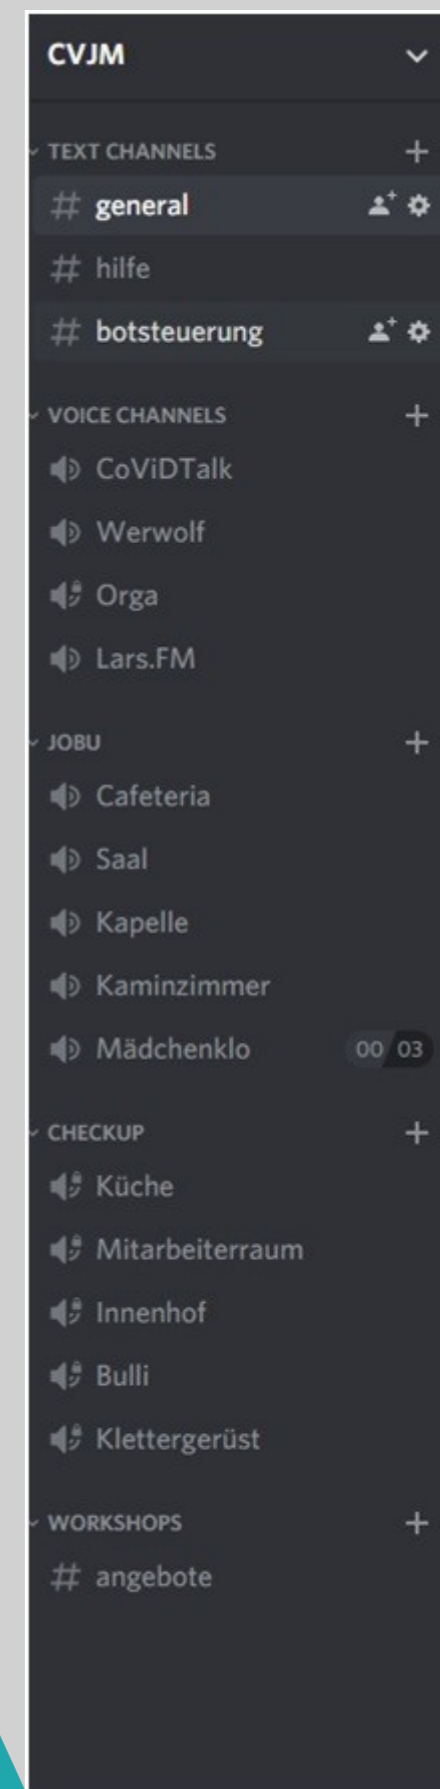 CVJM
TEXT CHANNELS
general
hilfe
botsteuerung
VOICE CHANNELS
CoViDTalk
Werwolf
Orga
Lars.FM
JOBU
Cafeteria
Saal
Kapelle
Kaminzimmer
Mädchenklo 00 03
CHECKUP
Küche
Mitarbeiterraum
Innenhof
Bulli
Klettergerüst
WORKSHOPS
angebote